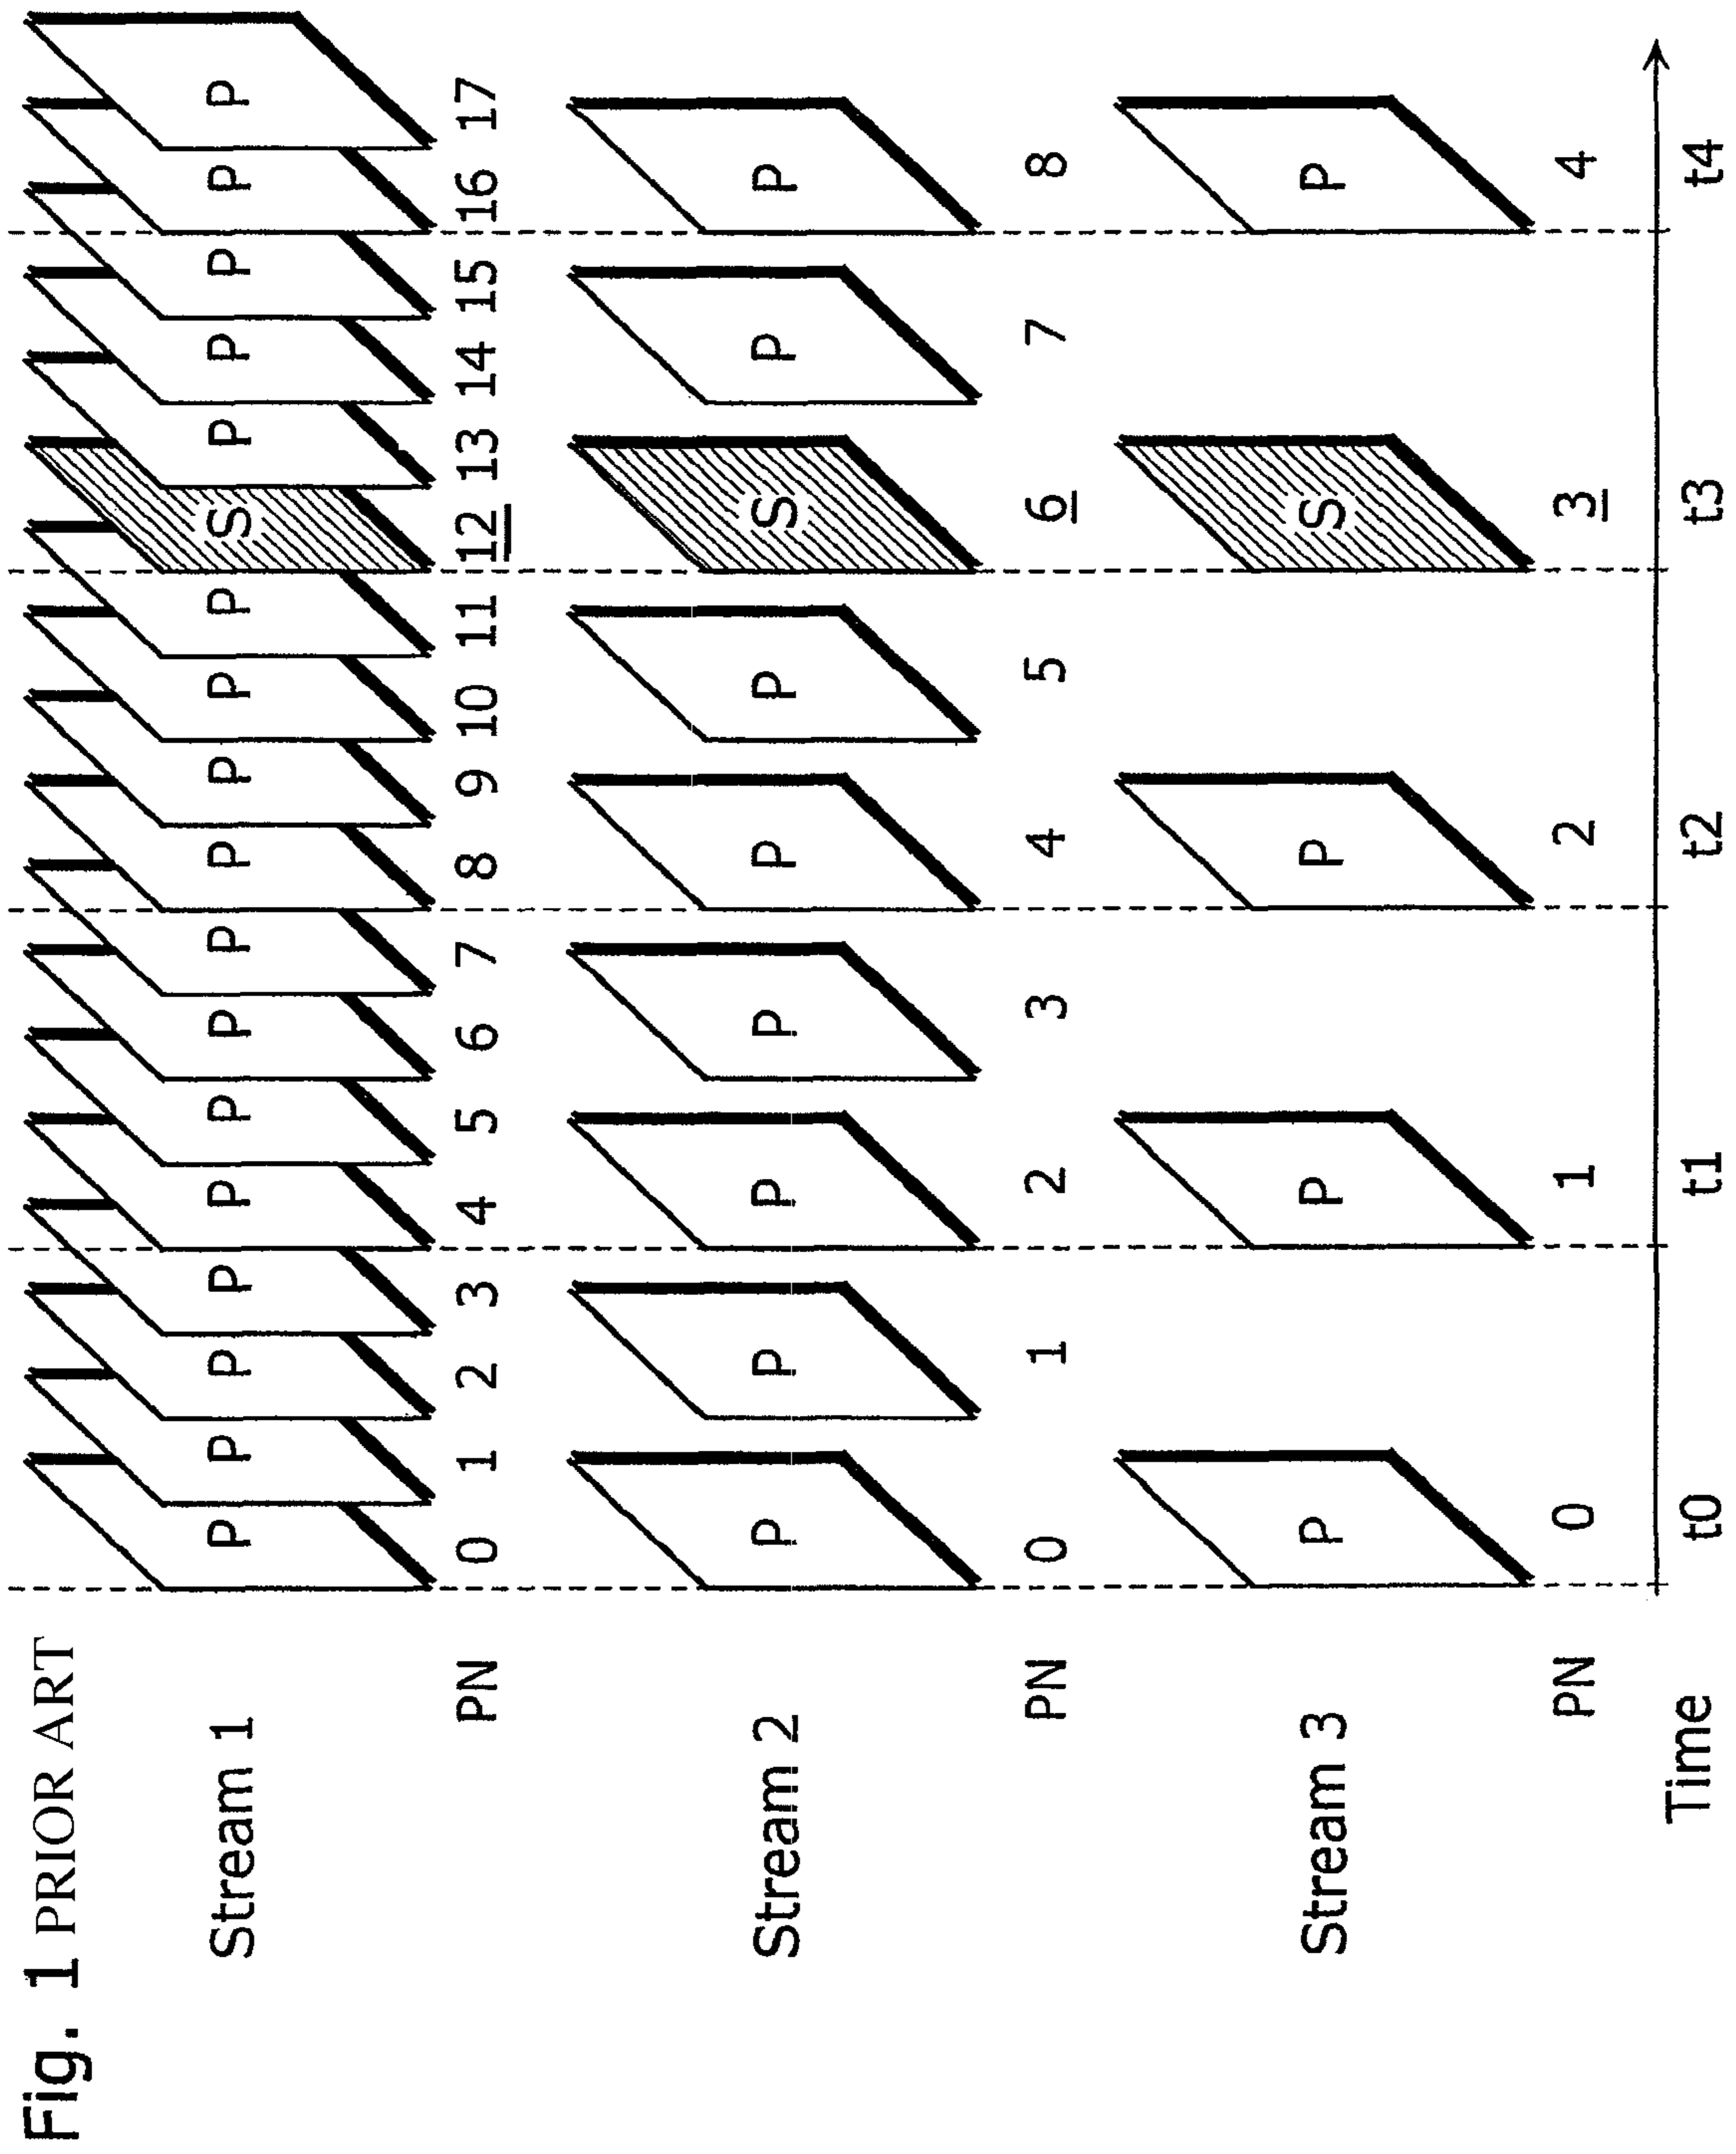 Fig. 1 PRIOR ART
Stream 1
P P P P P P P P P P P P S P P P P P
PN 0 1 2 3 4 5 6 7 8 9 10 11 12 13 14 15 16 17
Stream 2
P P P P P P S P P
PN 0 1 2 3 4 5 6 7 8
Stream 3
P P P S P
PN 0 1 2 3 4
Time t0 t1 t2 t3 t4